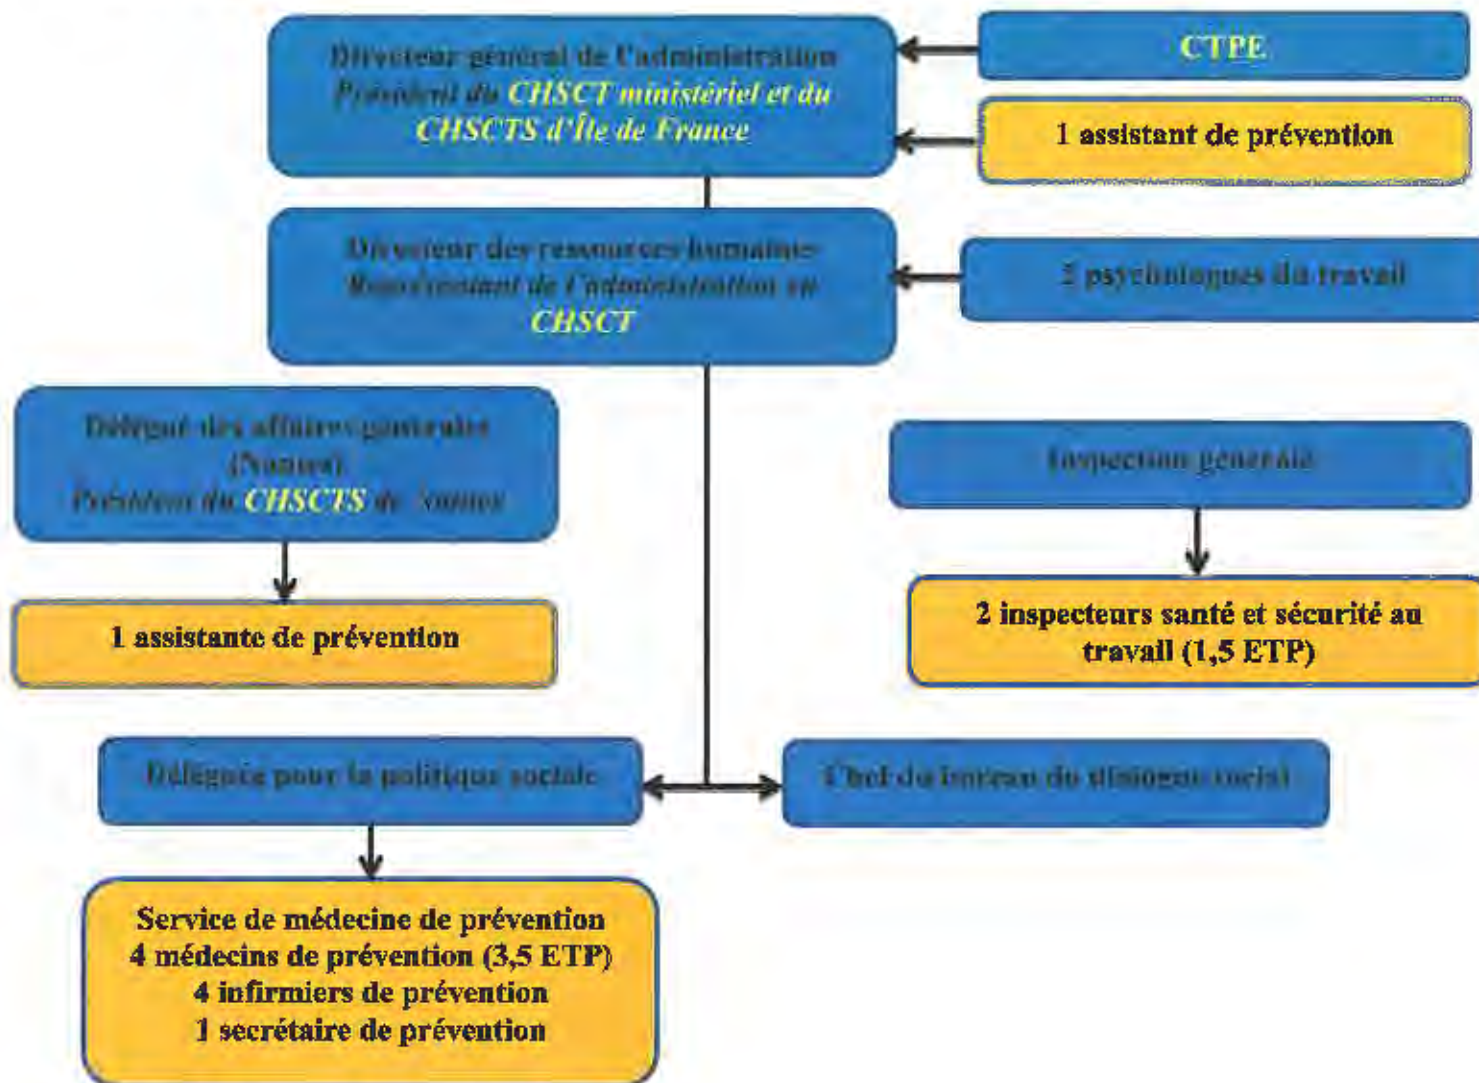 Directeur général de l'administration
Président du CHSCT ministériel et du
CHSCTS d'Île de France
CTPE
1 assistant de prévention
Directeur des ressources humaines
Représentant de l'administration au
CHSCT
2 psychologues du travail
Délégué des affaires générales
(Nantes)
Président du CHSCTS de Nantes
Inspection générale
1 assistante de prévention
2 inspecteurs santé et sécurité au
travail (1,5 ETP)
Déléguée pour la politique sociale
Chef du bureau du dialogue social
Service de médecine de prévention
4 médecins de prévention (3,5 ETP)
4 infirmiers de prévention
1 secrétaire de prévention